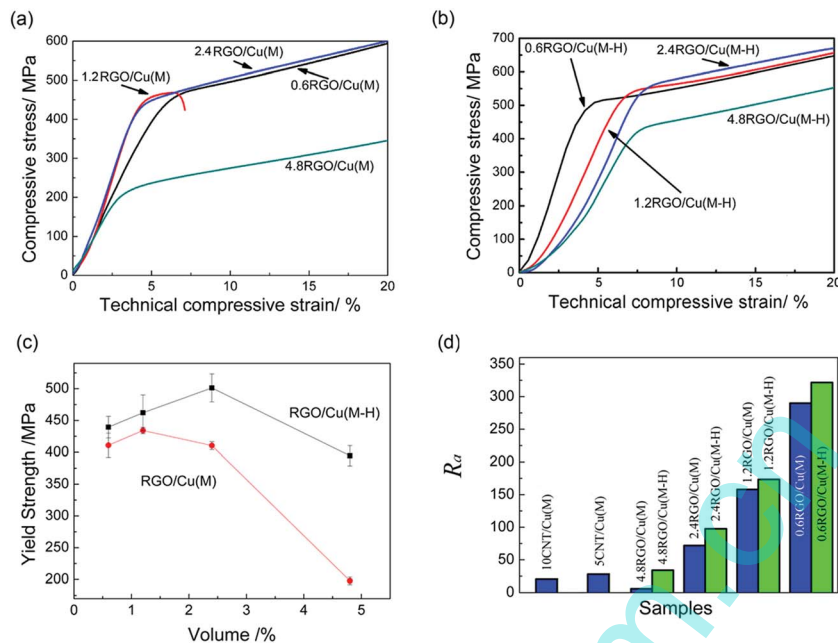 (a)
600
500
400
300
200
100
0
0
5
10
15
20
Compressive stress/ MPa
Technical compressive strain/ %
2.4RGO/Cu(M)
1.2RGO/Cu(M)
0.6RGO/Cu(M)
4.8RGO/Cu(M)
(b)
700
600
500
400
300
200
100
0
0
5
10
15
20
Compressive stress/ MPa
Technical compressive strain/ %
0.6RGO/Cu(M-H)
2.4RGO/Cu(M-H)
4.8RGO/Cu(M-H)
1.2RGO/Cu(M-H)
(c)
500
450
400
350
300
250
200
0
1
2
3
4
5
Yield Strength /MPa
Volume /%
RGO/Cu(M-H)
RGO/Cu(M)
(d)
350
300
250
200
150
100
50
0
Ra
Samples
10CNT/Cu(M)
5CNT/Cu(M)
4.8RGO/Cu(M)
4.8RGO/Cu(M-H)
2.4RGO/Cu(M)
2.4RGO/Cu(M-H)
1.2RGO/Cu(M)
1.2RGO/Cu(M-H)
0.6RGO/Cu(M)
0.6RGO/Cu(M-H)